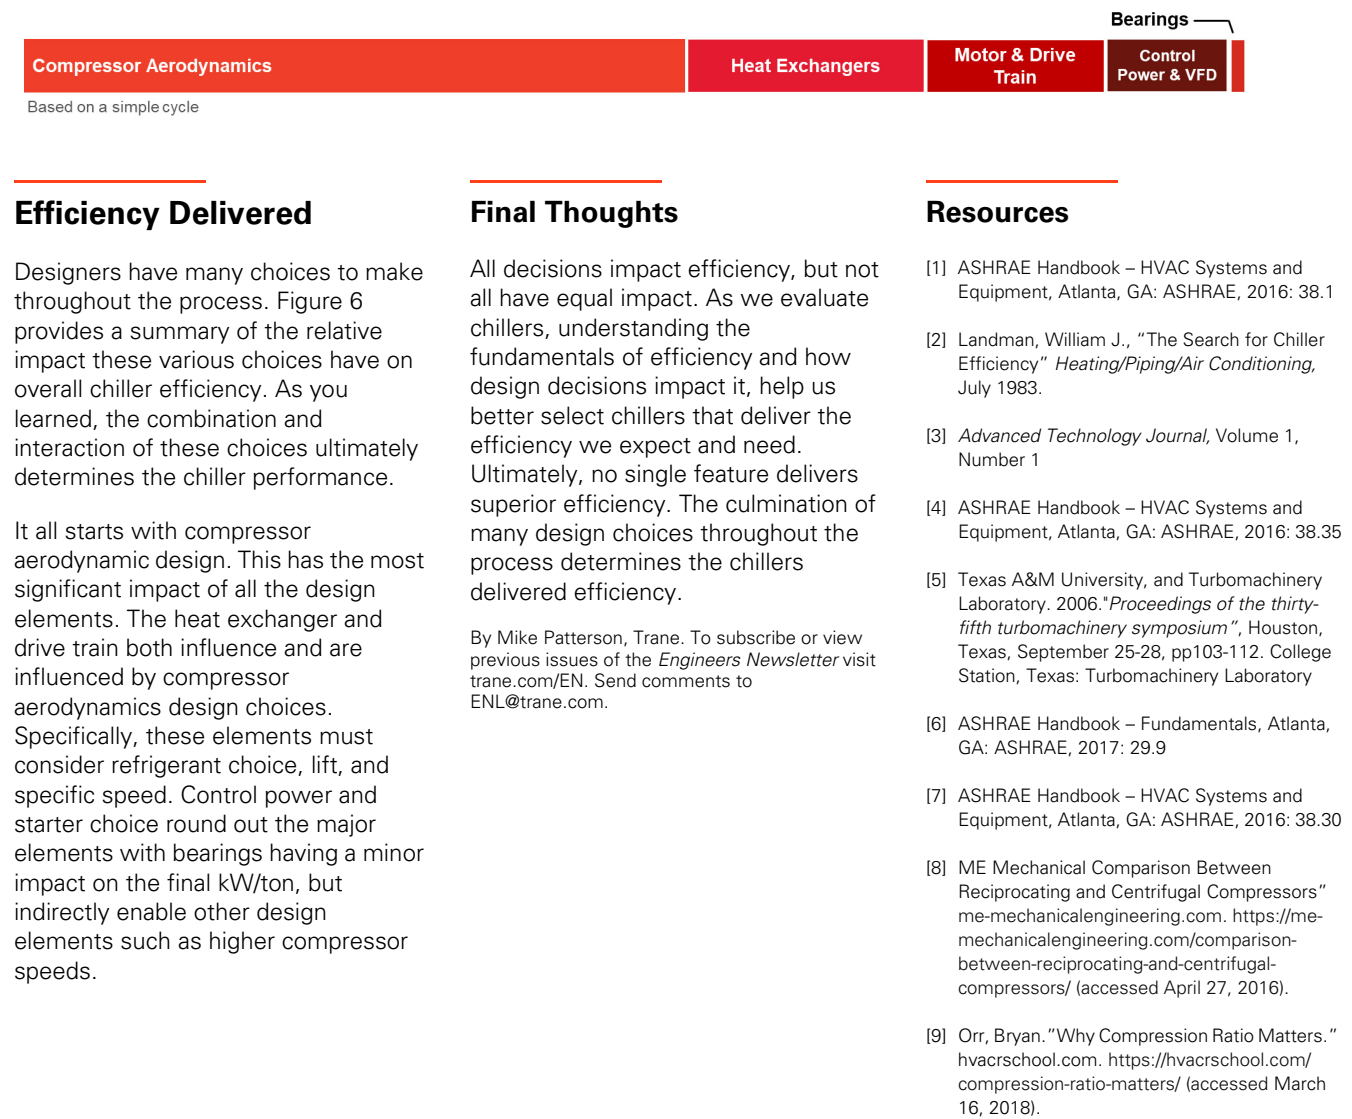 Bearings
Compressor Aerodynamics
Heat Exchangers
Motor & Drive
Train
Control
Power & VFD
Based on a simple cycle
Efficiency Delivered
Designers have many choices to make
throughout the process. Figure 6
provides a summary of the relative
impact these various choices have on
overall chiller efficiency. As you
learned, the combination and
interaction of these choices ultimately
determines the chiller performance.
It all starts with compressor
aerodynamic design. This has the most
significant impact of all the design
elements. The heat exchanger and
drive train both influence and are
influenced by compressor
aerodynamics design choices.
Specifically, these elements must
consider refrigerant choice, lift, and
specific speed. Control power and
starter choice round out the major
elements with bearings having a minor
impact on the final kW/ton, but
indirectly enable other design
elements such as higher compressor
speeds.
Final Thoughts
All decisions impact efficiency, but not
all have equal impact. As we evaluate
chillers, understanding the
fundamentals of efficiency and how
design decisions impact it, help us
better select chillers that deliver the
efficiency we expect and need.
Ultimately, no single feature delivers
superior efficiency. The culmination of
many design choices throughout the
process determines the chillers
delivered efficiency.
By Mike Patterson, Trane. To subscribe or view
previous issues of the Engineers Newsletter visit
trane.com/EN. Send comments to
ENL@trane.com.
Resources
[1] ASHRAE Handbook – HVAC Systems and
Equipment, Atlanta, GA: ASHRAE, 2016: 38.1
[2] Landman, William J., “The Search for Chiller
Efficiency” Heating/Piping/Air Conditioning,
July 1983.
[3] Advanced Technology Journal, Volume 1,
Number 1
[4] ASHRAE Handbook – HVAC Systems and
Equipment, Atlanta, GA: ASHRAE, 2016: 38.35
[5] Texas A&M University, and Turbomachinery
Laboratory. 2006."Proceedings of the thirty-
fifth turbomachinery symposium”, Houston,
Texas, September 25-28, pp103-112. College
Station, Texas: Turbomachinery Laboratory
[6] ASHRAE Handbook – Fundamentals, Atlanta,
GA: ASHRAE, 2017: 29.9
[7] ASHRAE Handbook – HVAC Systems and
Equipment, Atlanta, GA: ASHRAE, 2016: 38.30
[8] ME Mechanical Comparison Between
Reciprocating and Centrifugal Compressors”
me-mechanicalengineering.com. https://me-
mechanicalengineering.com/comparison-
between-reciprocating-and-centrifugal-
compressors/ (accessed April 27, 2016).
[9] Orr, Bryan.”Why Compression Ratio Matters.”
hvacrschool.com. https://hvacrschool.com/
compression-ratio-matters/ (accessed March
16, 2018).